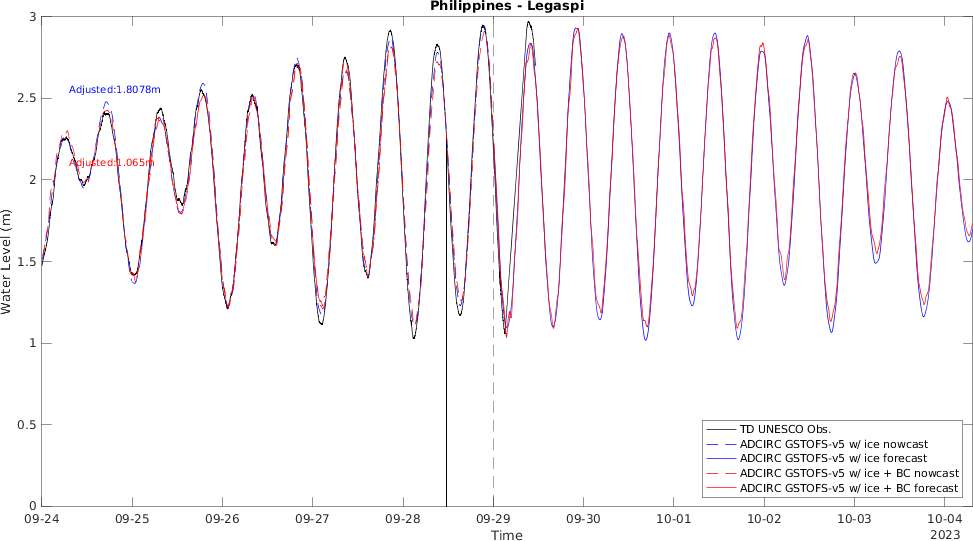 Philippines - Legaspi
3
2.5
2
1.5
1
0.5
0
Water Level (m)
Adjusted:1.8078m
Adjusted:1.065m
TD UNESCO Obs.
ADCIRC GSTOFS-v5 w/ ice nowcast
ADCIRC GSTOFS-v5 w/ ice forecast
ADCIRC GSTOFS-v5 w/ ice + BC nowcast
ADCIRC GSTOFS-v5 w/ ice + BC forecast
09-24 09-25 09-26 09-27 09-28 09-29 09-30 10-01 10-02 10-03 10-04
Time
2023